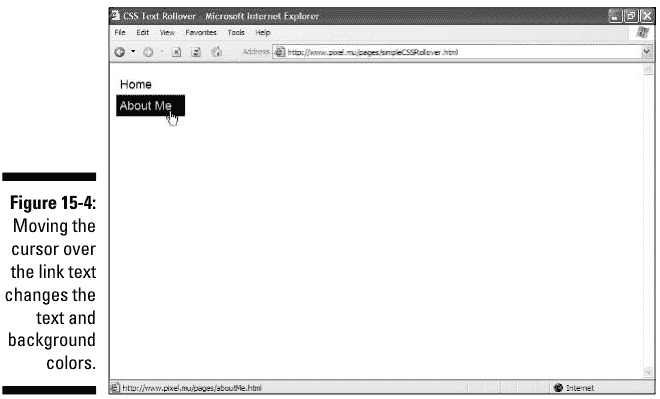 CSS Text Rollover - Microsoft Internet Explorer
File Edit View Favorites Tools Help
Address http://www.pixel.mu/pages/simpleCSSRollover.html
Home
About Me
Figure 15-4:
Moving the
cursor over
the link text
changes the
text and
background
colors.
http://www.pixel.mu/pages/aboutMe.html
Internet